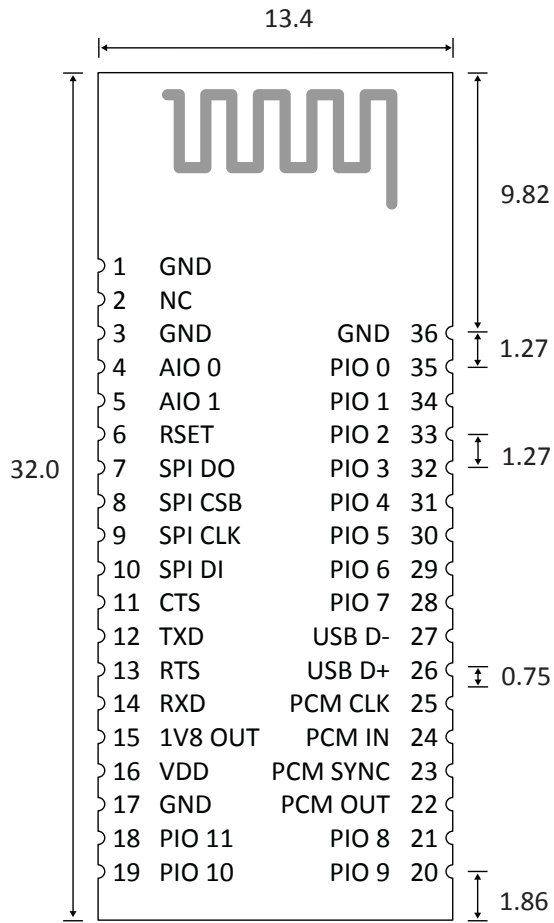 13.4
9.82
1 GND
2 NC
3 GND GND 36
1.27
4 AIO 0 PIO 0 35
5 AIO 1 PIO 1 34
6 RSET PIO 2 33
1.27
32.0
7 SPI DO PIO 3 32
8 SPI CSB PIO 4 31
9 SPI CLK PIO 5 30
10 SPI DI PIO 6 29
11 CTS PIO 7 28
12 TXD USB D- 27
13 RTS USB D+ 26
0.75
14 RXD PCM CLK 25
15 1V8 OUT PCM IN 24
16 VDD PCM SYNC 23
17 GND PCM OUT 22
18 PIO 11 PIO 8 21
19 PIO 10 PIO 9 20
1.86